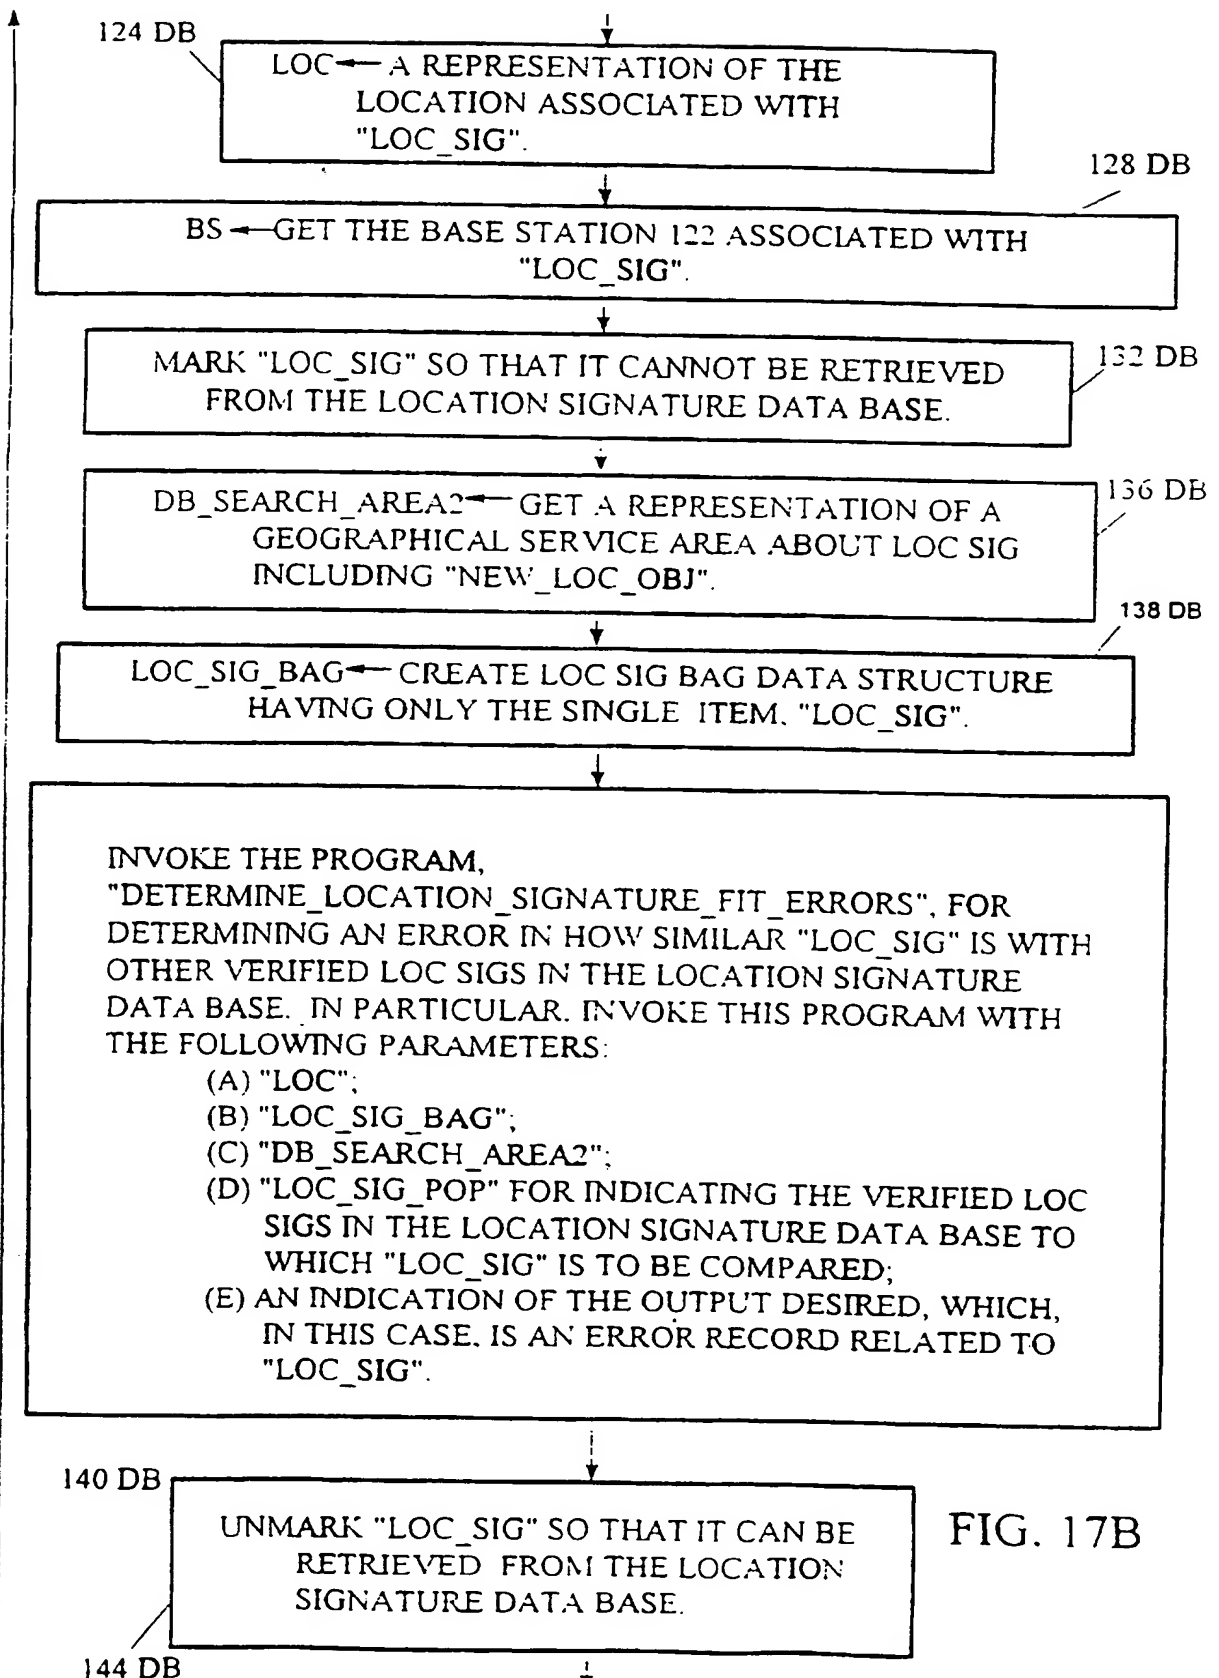 124 DB
LOC← A REPRESENTATION OF THE
LOCATION ASSOCIATED WITH
"LOC_SIG".
128 DB
BS←GET THE BASE STATION 122 ASSOCIATED WITH
"LOC_SIG".
MARK "LOC_SIG" SO THAT IT CANNOT BE RETRIEVED
FROM THE LOCATION SIGNATURE DATA BASE.
132 DB
DB_SEARCH_AREA2← GET A REPRESENTATION OF A
GEOGRAPHICAL SERVICE AREA ABOUT LOC SIG
INCLUDING "NEW_LOC_OBJ".
136 DB
138 DB
LOC_SIG_BAG← CREATE LOC SIG BAG DATA STRUCTURE
HAVING ONLY THE SINGLE ITEM. "LOC_SIG".
INVOKE THE PROGRAM,
"DETERMINE_LOCATION_SIGNATURE_FIT_ERRORS", FOR
DETERMINING AN ERROR IN HOW SIMILAR "LOC_SIG" IS WITH
OTHER VERIFIED LOC SIGS IN THE LOCATION SIGNATURE
DATA BASE. IN PARTICULAR. INVOKE THIS PROGRAM WITH
THE FOLLOWING PARAMETERS:
(A) "LOC";
(B) "LOC_SIG_BAG";
(C) "DB_SEARCH_AREA2";
(D) "LOC_SIG_POP" FOR INDICATING THE VERIFIED LOC
SIGS IN THE LOCATION SIGNATURE DATA BASE TO
WHICH "LOC_SIG" IS TO BE COMPARED;
(E) AN INDICATION OF THE OUTPUT DESIRED, WHICH,
IN THIS CASE. IS AN ERROR RECORD RELATED TO
"LOC_SIG".
140 DB
UNMARK "LOC_SIG" SO THAT IT CAN BE
RETRIEVED FROM THE LOCATION
SIGNATURE DATA BASE.
FIG. 17B
144 DB